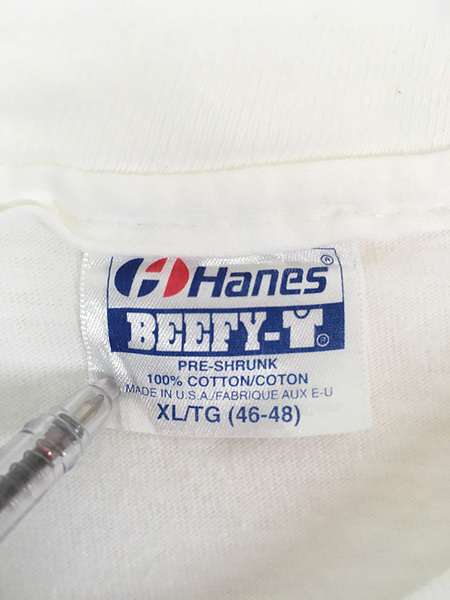 Hanes®
BEEFY-T®
PRE-SHRUNK
100% COTTON/COTON
MADE IN U.S.A./FABRIQUE AUX E-U
XL/TG (46-48)